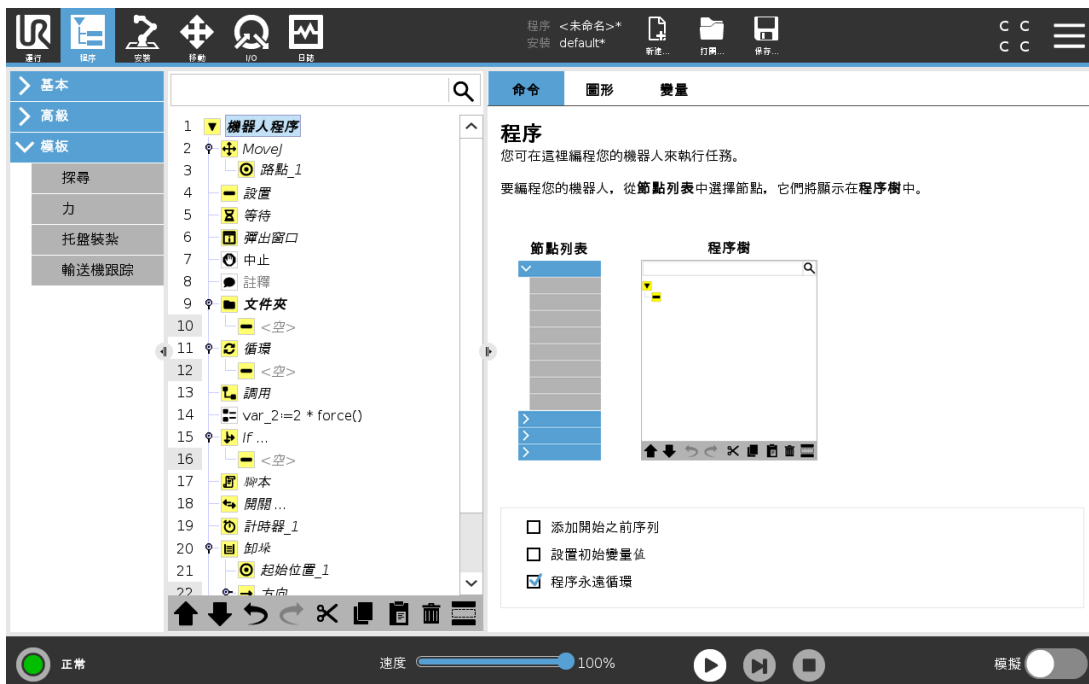 UR
運行
程序
安裝
移動
I/O
日誌
程序 <未命名>*
安裝 default*
新建...
打開...
保存...
C C
C C
基本
高級
模板
探尋
力
托盤裝紮
輸送機跟踪
1 機器人程序
2 MoveJ
3 路點_1
4 設置
5 等待
6 彈出窗口
7 中止
8 註釋
9 文件夾
10 <空>
11 循環
12 <空>
13 調用
14 var_2:=2 * force()
15 If ...
16 <空>
17 腳本
18 開關 ...
19 計時器_1
20 卸垛
21 起始位置_1
22 方向
命令
圖形
變量
程序
您可在這裡編程您的機器人來執行任務。
要編程您的機器人，從節點列表中選擇節點，它們將顯示在程序樹中。
節點列表
程序樹
添加開始之前序列
設置初始變量值
程序永遠循環
正常
速度
100%
模擬